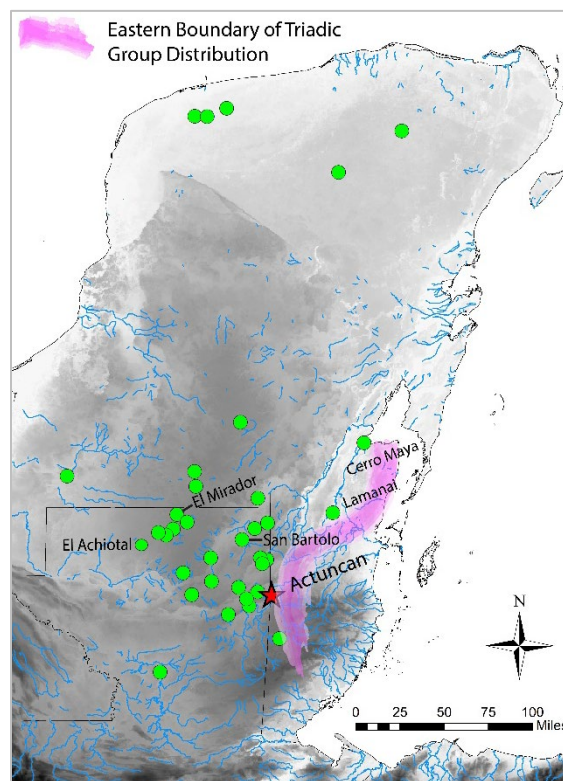 Eastern Boundary of Triadic
Group Distribution
Cerro Maya
Lamanal
El Mirador
El Achiotal
San Bartolo
Actuncan
N
0 25 50 75 100
Miles